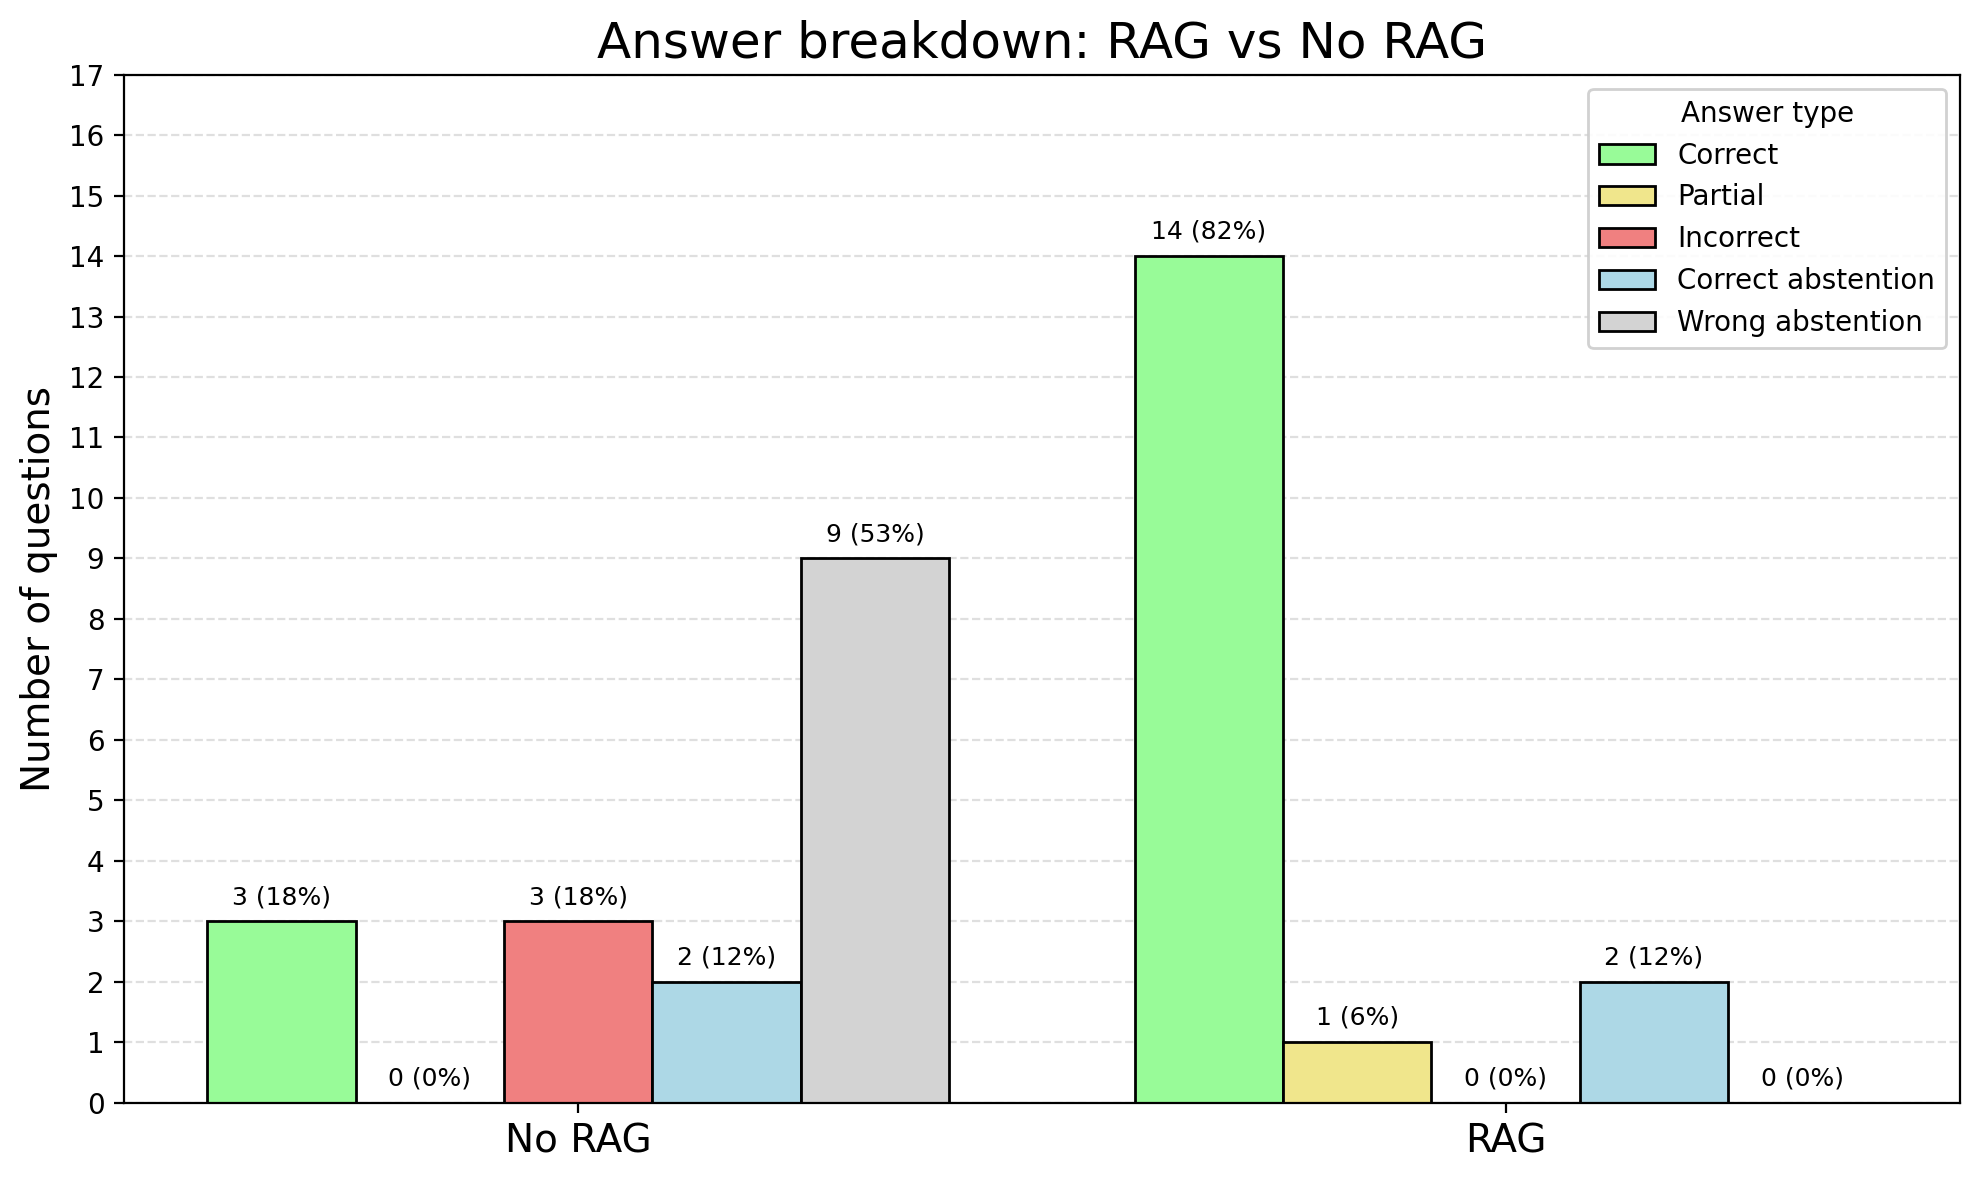 Answer breakdown: RAG vs No RAG
Number of questions
17
16
15
14
13
12
11
10
9
8
7
6
5
4
3
2
1
0
Answer type
Correct
Partial
Incorrect
Correct abstention
Wrong abstention
3 (18%)
0 (0%)
3 (18%)
2 (12%)
9 (53%)
14 (82%)
1 (6%)
0 (0%)
2 (12%)
0 (0%)
No RAG
RAG